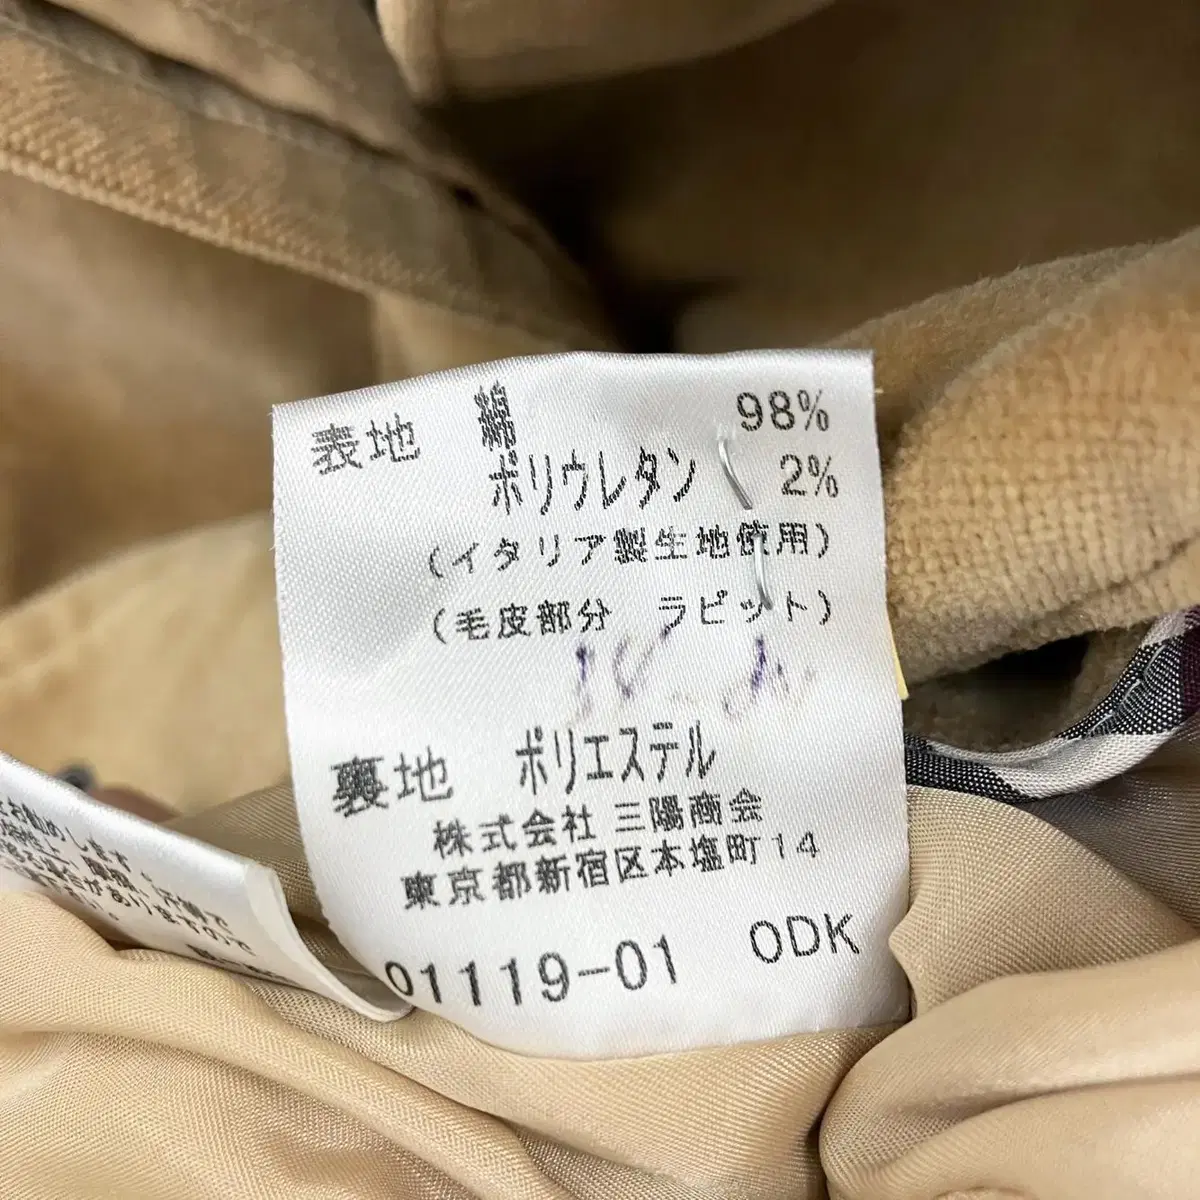 表地 綿 98%
ポリウレタン 2%
(イタリア製生地使用)
(毛皮部分 ラビット)
裏地 ポリエステル
株式会社 三陽商会
東京都新宿区本塩町14
01119-01 ODK